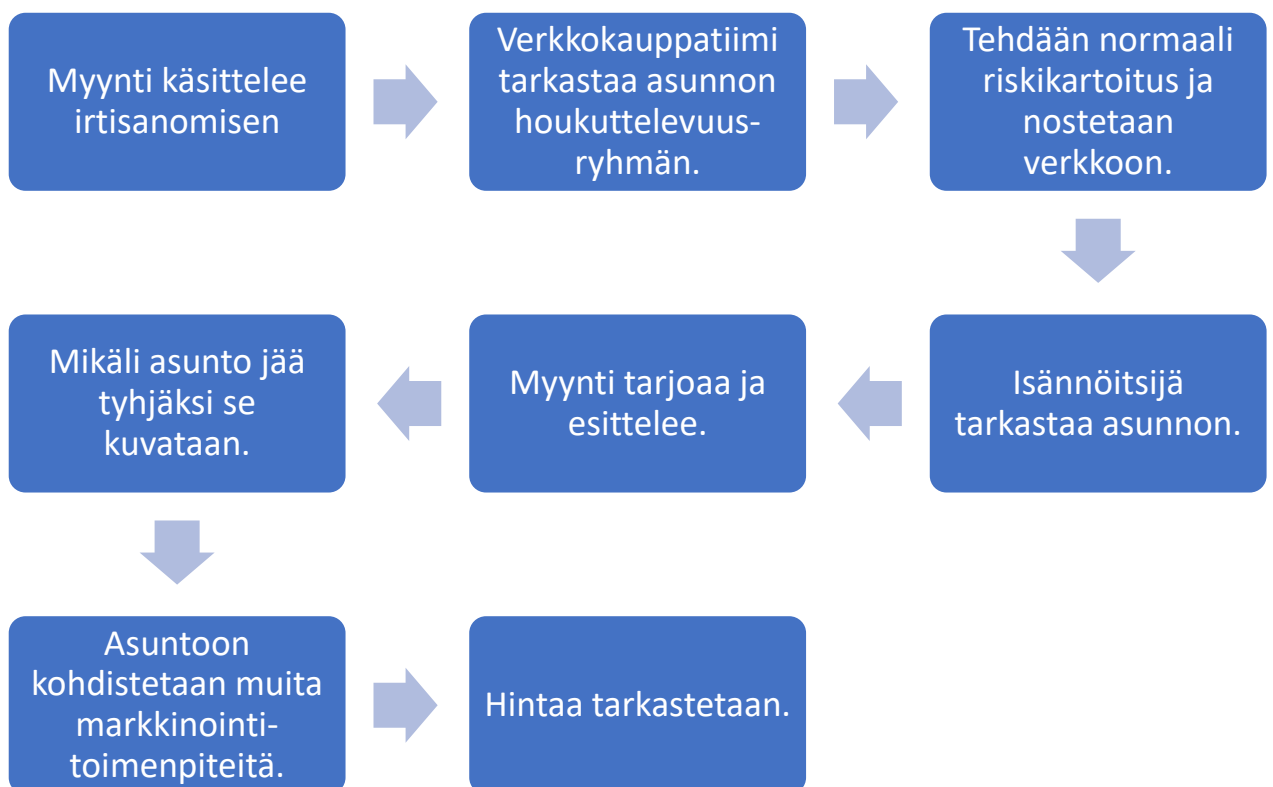 Myynti käsittelee
irtisanomisen
Verkkokauppatiimi
tarkastaa asunnon
houkuttelevuus-
ryhmän.
Tehdään normaali
riskikartoitus ja
nostetaan
verkkoon.
Isännöitsijä
tarkastaa asunnon.
Myynti tarjoaa ja
esittelee.
Mikäli asunto jää
tyhjäksi se
kuvataan.
Asuntoon
kohdistetaan muita
markkinointi-
toimenpiteitä.
Hintaa tarkastetaan.